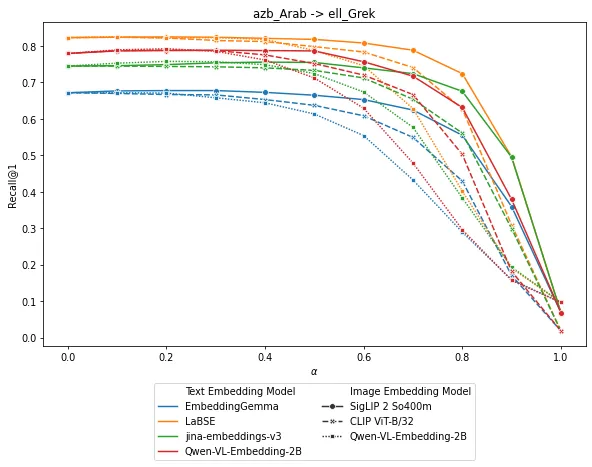 azb_Arab -> ell_Grek
Recall@1
0.8
0.7
0.6
0.5
0.4
0.3
0.2
0.1
0.0
0.0 0.2 0.4 0.6 0.8 1.0
α
Text Embedding Model
EmbeddingGemma
LaBSE
jina-embeddings-v3
Qwen-VL-Embedding-2B
Image Embedding Model
SigLIP 2 So400m
CLIP ViT-B/32
Qwen-VL-Embedding-2B